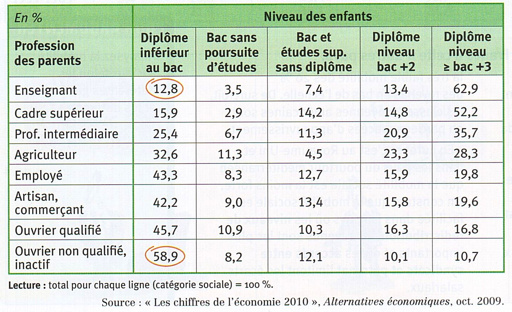 En % Niveau des enfants
Profession des parents Diplôme inférieur au bac Bac sans poursuite d'études Bac et études sup. sans diplôme Diplôme niveau bac +2 Diplôme niveau ≥ bac +3
Enseignant 12,8 3,5 7,4 13,4 62,9
Cadre supérieur 15,9 2,9 14,2 14,8 52,2
Prof. intermédiaire 25,4 6,7 11,3 20,9 35,7
Agriculteur 32,6 11,3 4,5 23,3 28,3
Employé 43,3 8,3 12,7 15,9 19,8
Artisan, commerçant 42,2 9,0 13,4 15,8 19,6
Ouvrier qualifié 45,7 10,9 10,3 16,3 16,8
Ouvrier non qualifié, inactif 58,9 8,2 12,1 10,1 10,7
Lecture : total pour chaque ligne (catégorie sociale) = 100 %.
Source : « Les chiffres de l'économie 2010 », Alternatives économiques, oct. 2009.